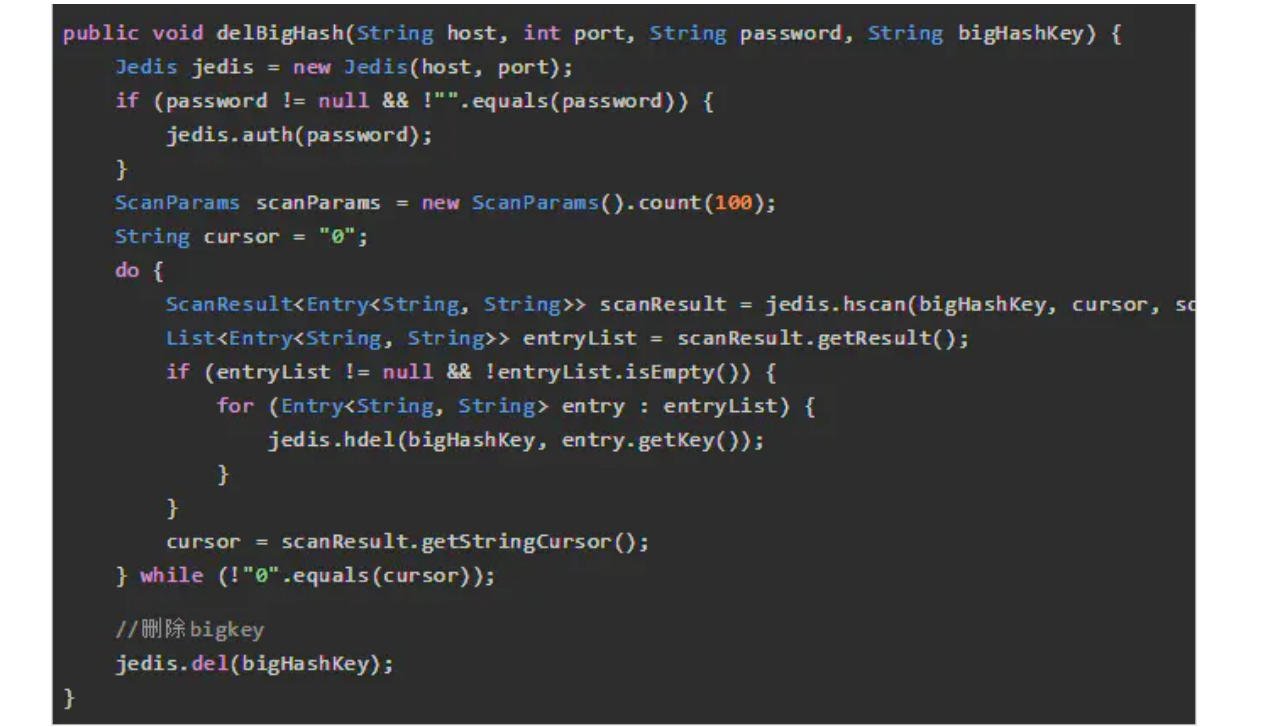 public void delBigHash(String host, int port, String password, String bigHashKey) {
    Jedis jedis = new Jedis(host, port);
    if (password != null && !"".equals(password)) {
        jedis.auth(password);
    }
    ScanParams scanParams = new ScanParams().count(100);
    String cursor = "0";
    do {
        ScanResult<Entry<String, String>> scanResult = jedis.hscan(bigHashKey, cursor, sc
        List<Entry<String, String>> entryList = scanResult.getResult();
        if (entryList != null && !entryList.isEmpty()) {
            for (Entry<String, String> entry : entryList) {
                jedis.hdel(bigHashKey, entry.getKey());
            }
        }
        cursor = scanResult.getStringCursor();
    } while (!"0".equals(cursor));
    //删除bigkey
    jedis.del(bigHashKey);
}